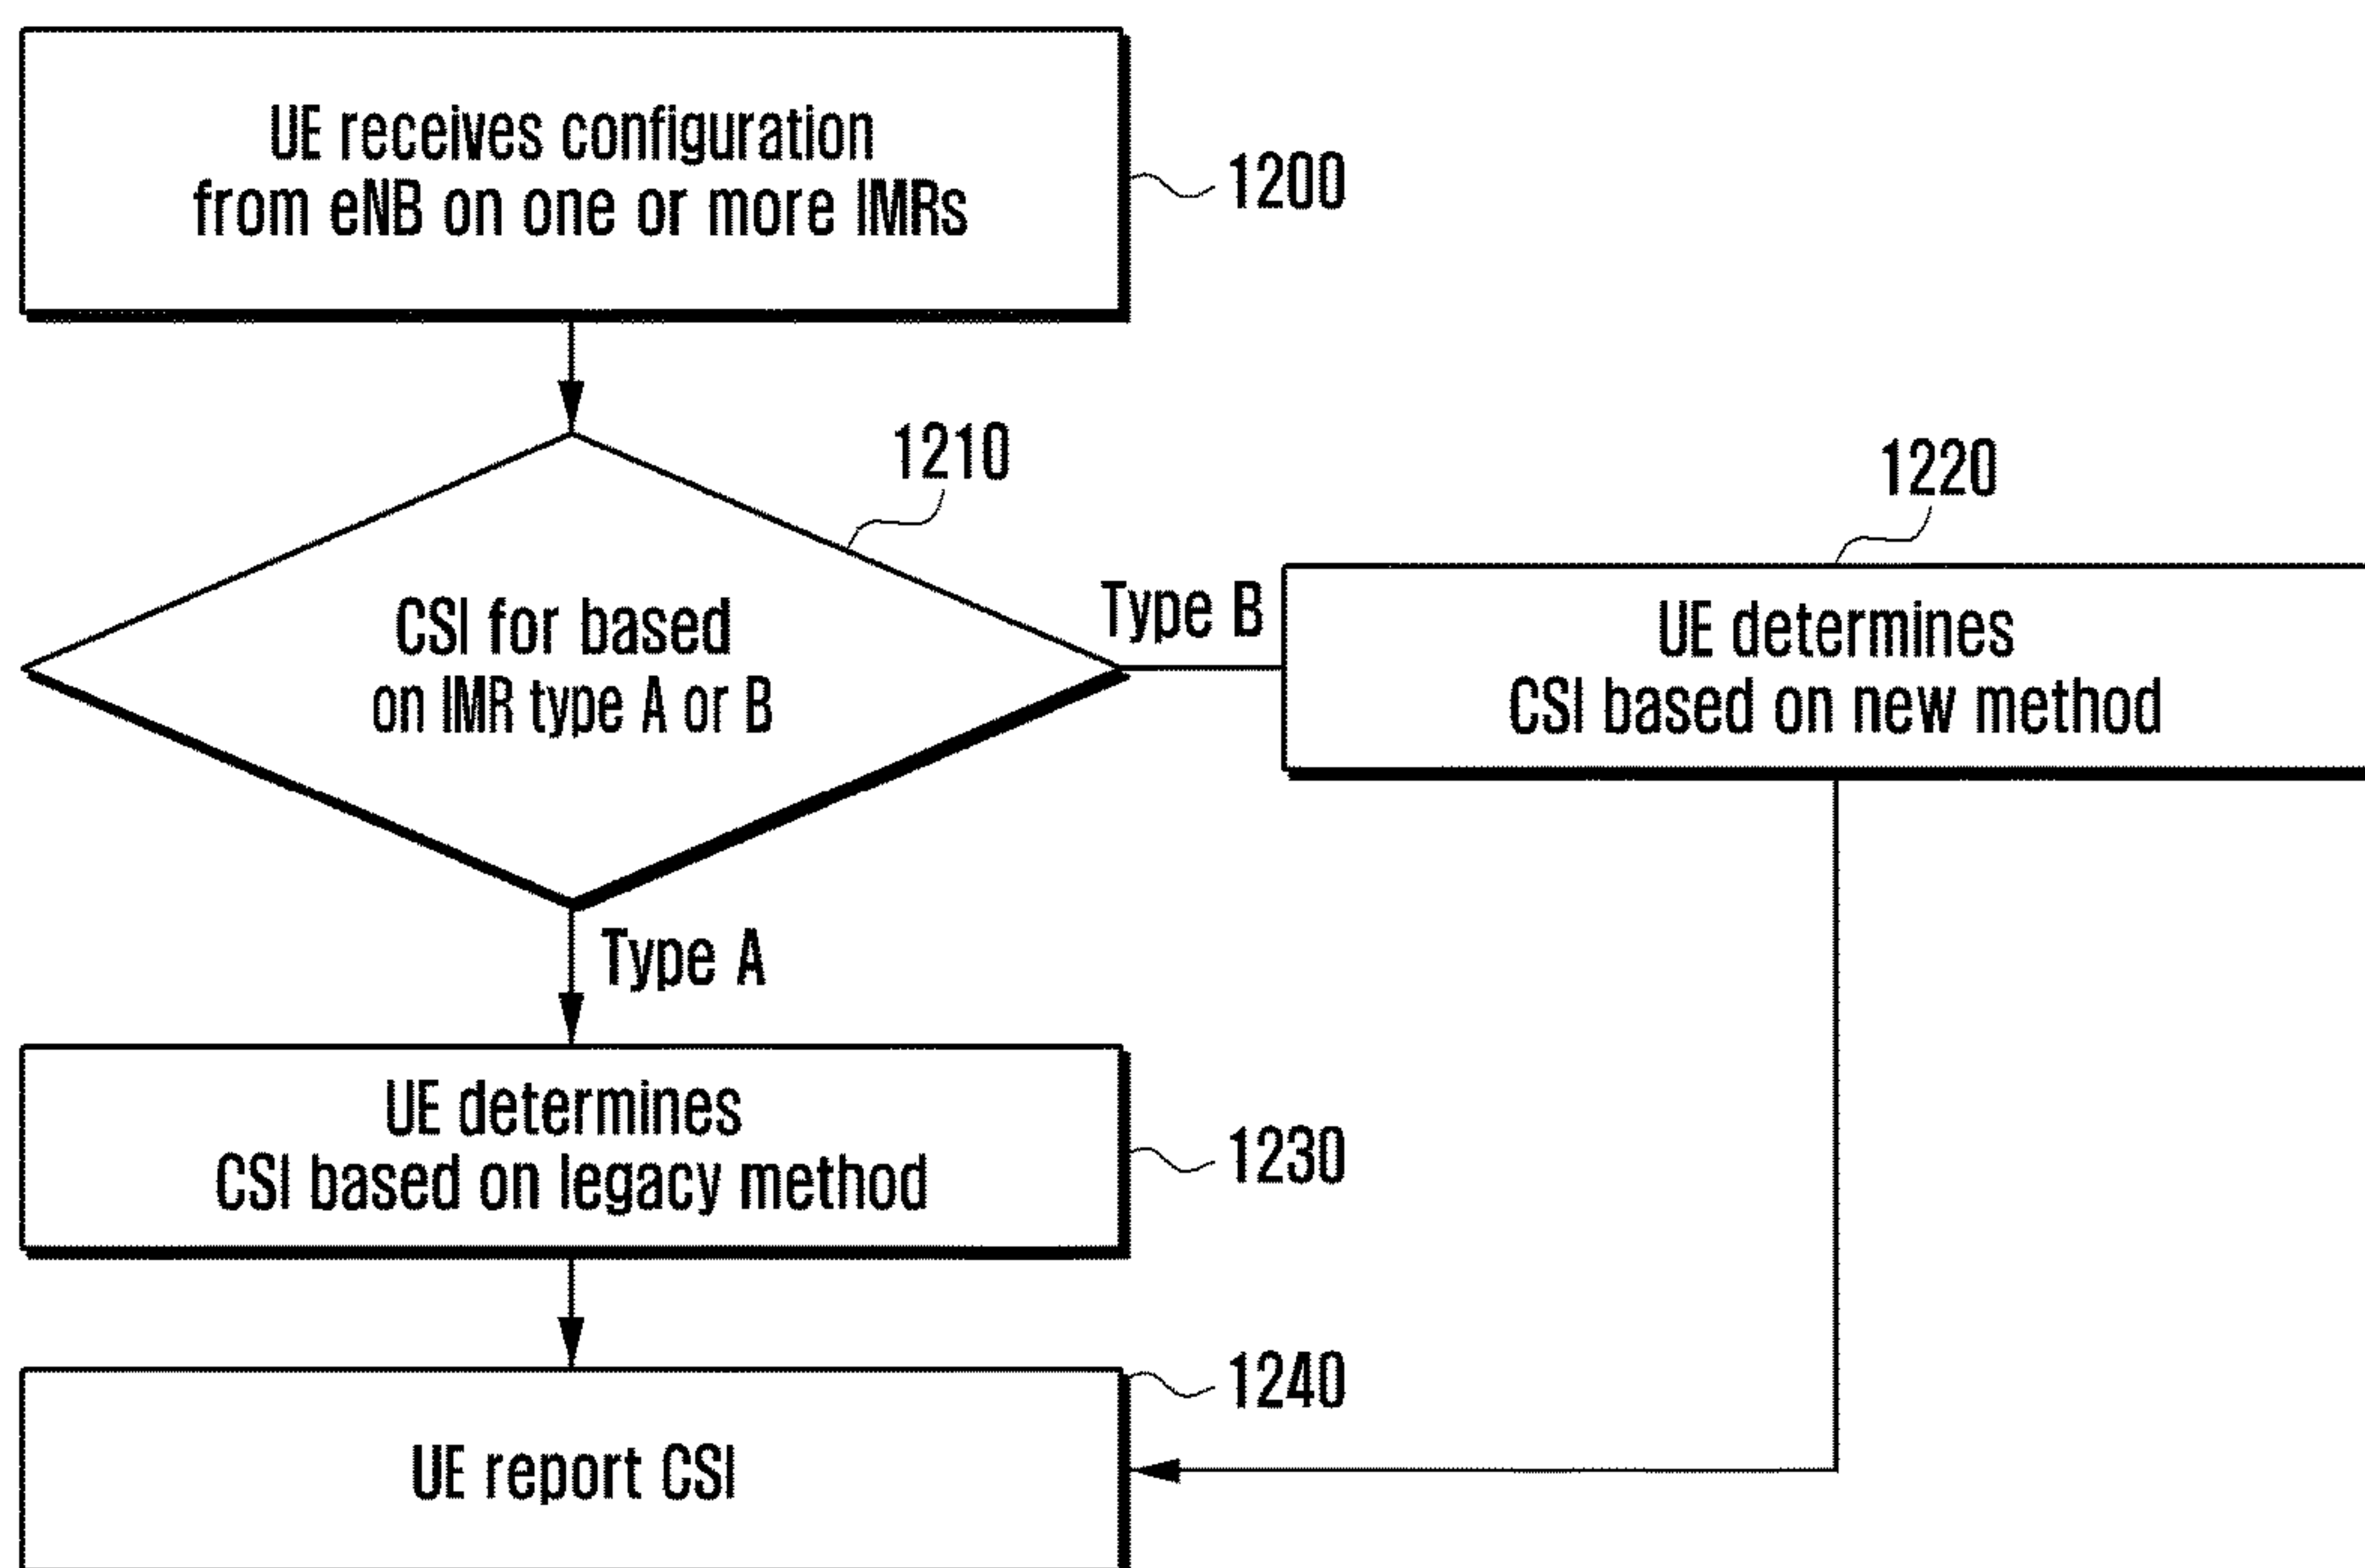 UE receives configuration
from eNB on one or more IMRs
1200
1210
CSI for based
on IMR type A or B
Type B
1220
UE determines
CSI based on new method
Type A
UE determines
CSI based on legacy method
1230
1240
UE report CSI